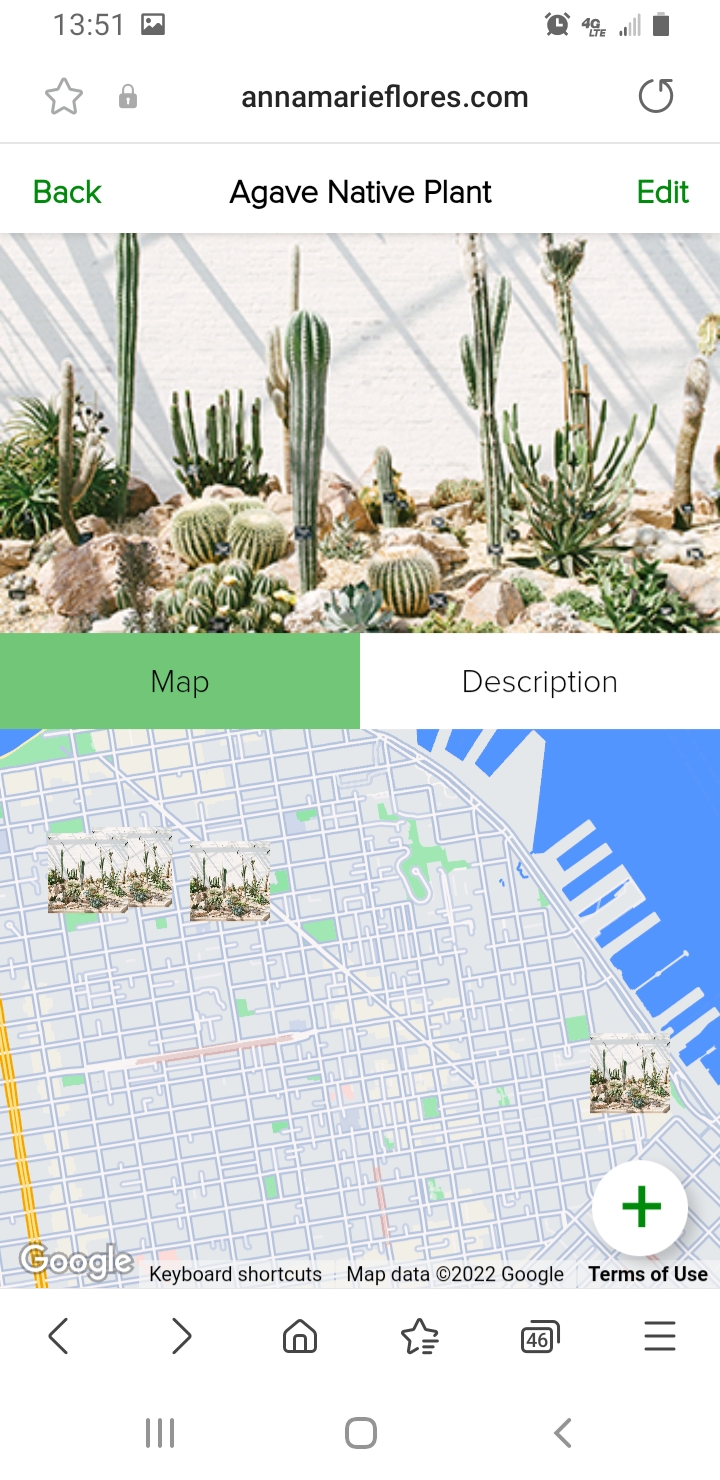 13:51 4G LTE
annamarieflores.com
Back Agave Native Plant Edit
Map Description
Google Keyboard shortcuts Map data ©2022 Google Terms of Use
46